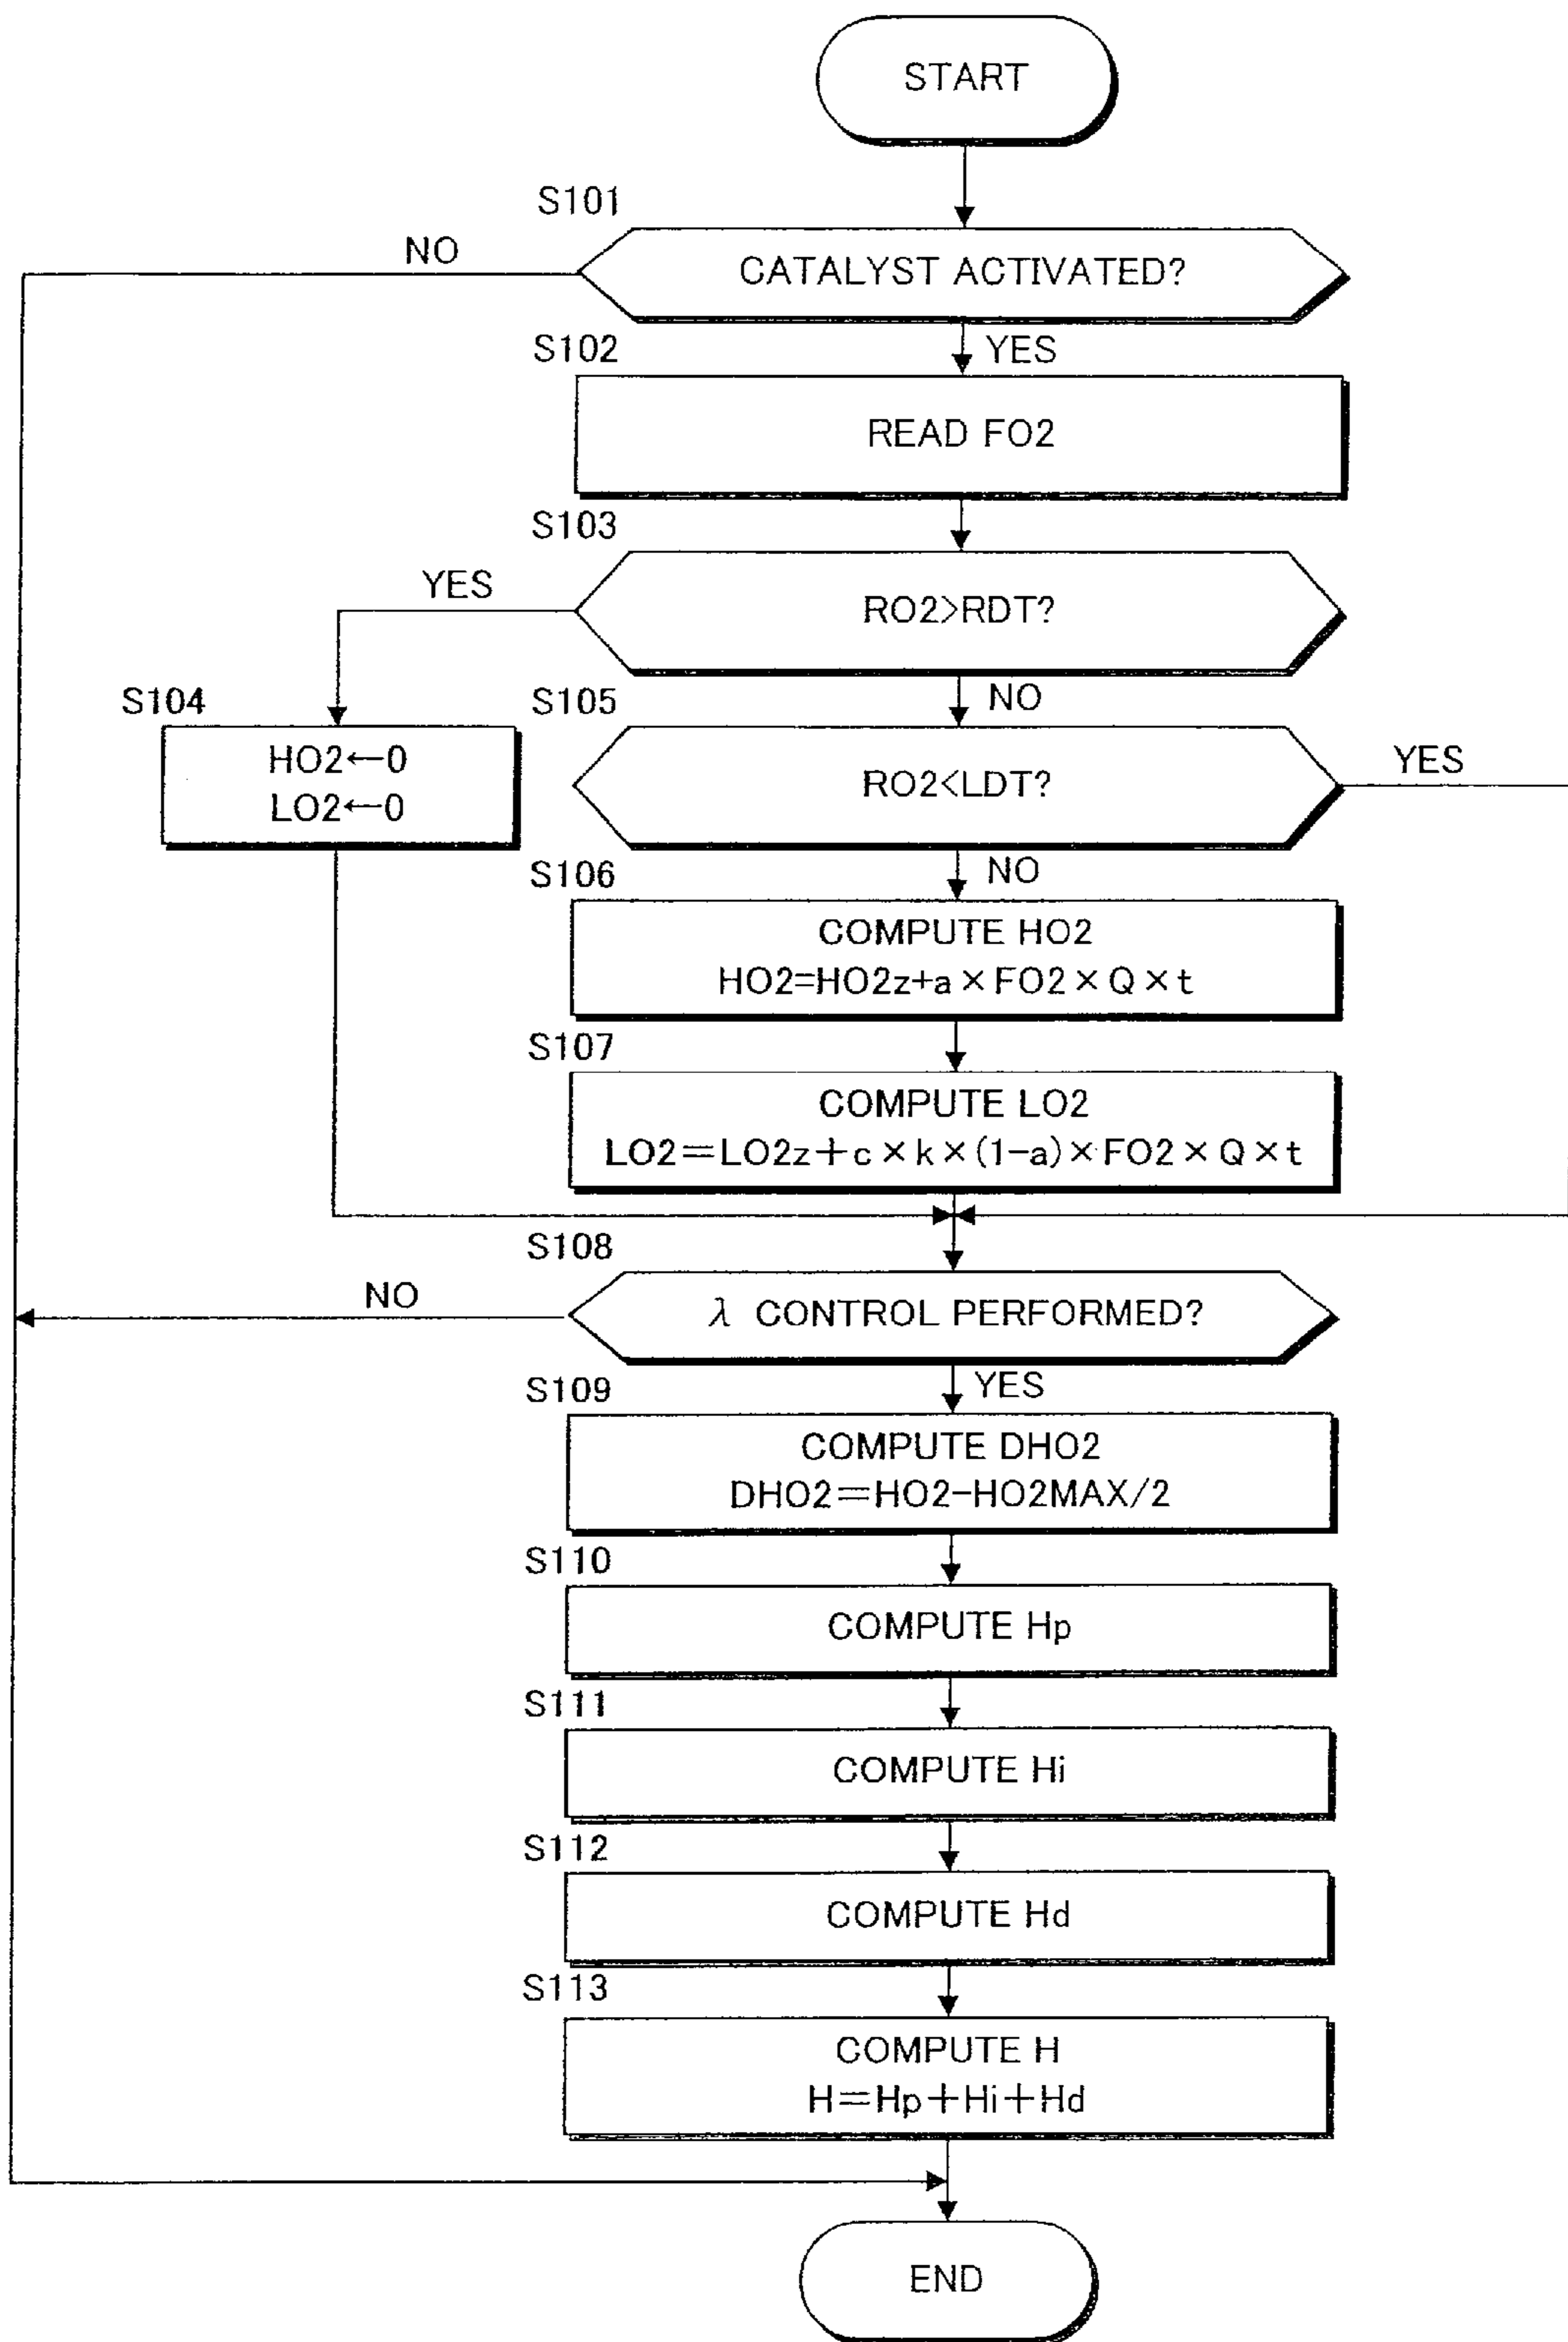 START
S101
NO
CATALYST ACTIVATED?
S102
YES
READ FO2
S103
YES
RO2>RDT?
NO
S104
HO2←0
LO2←0
S105
RO2<LDT?
YES
NO
S106
COMPUTE HO2
HO2=HO2z+a×FO2×Q×t
S107
COMPUTE LO2
LO2=LO2z+c×k×(1-a)×FO2×Q×t
S108
NO
λ CONTROL PERFORMED?
YES
S109
COMPUTE DHO2
DHO2=HO2-HO2MAX/2
S110
COMPUTE Hp
S111
COMPUTE Hi
S112
COMPUTE Hd
S113
COMPUTE H
H=Hp+Hi+Hd
END